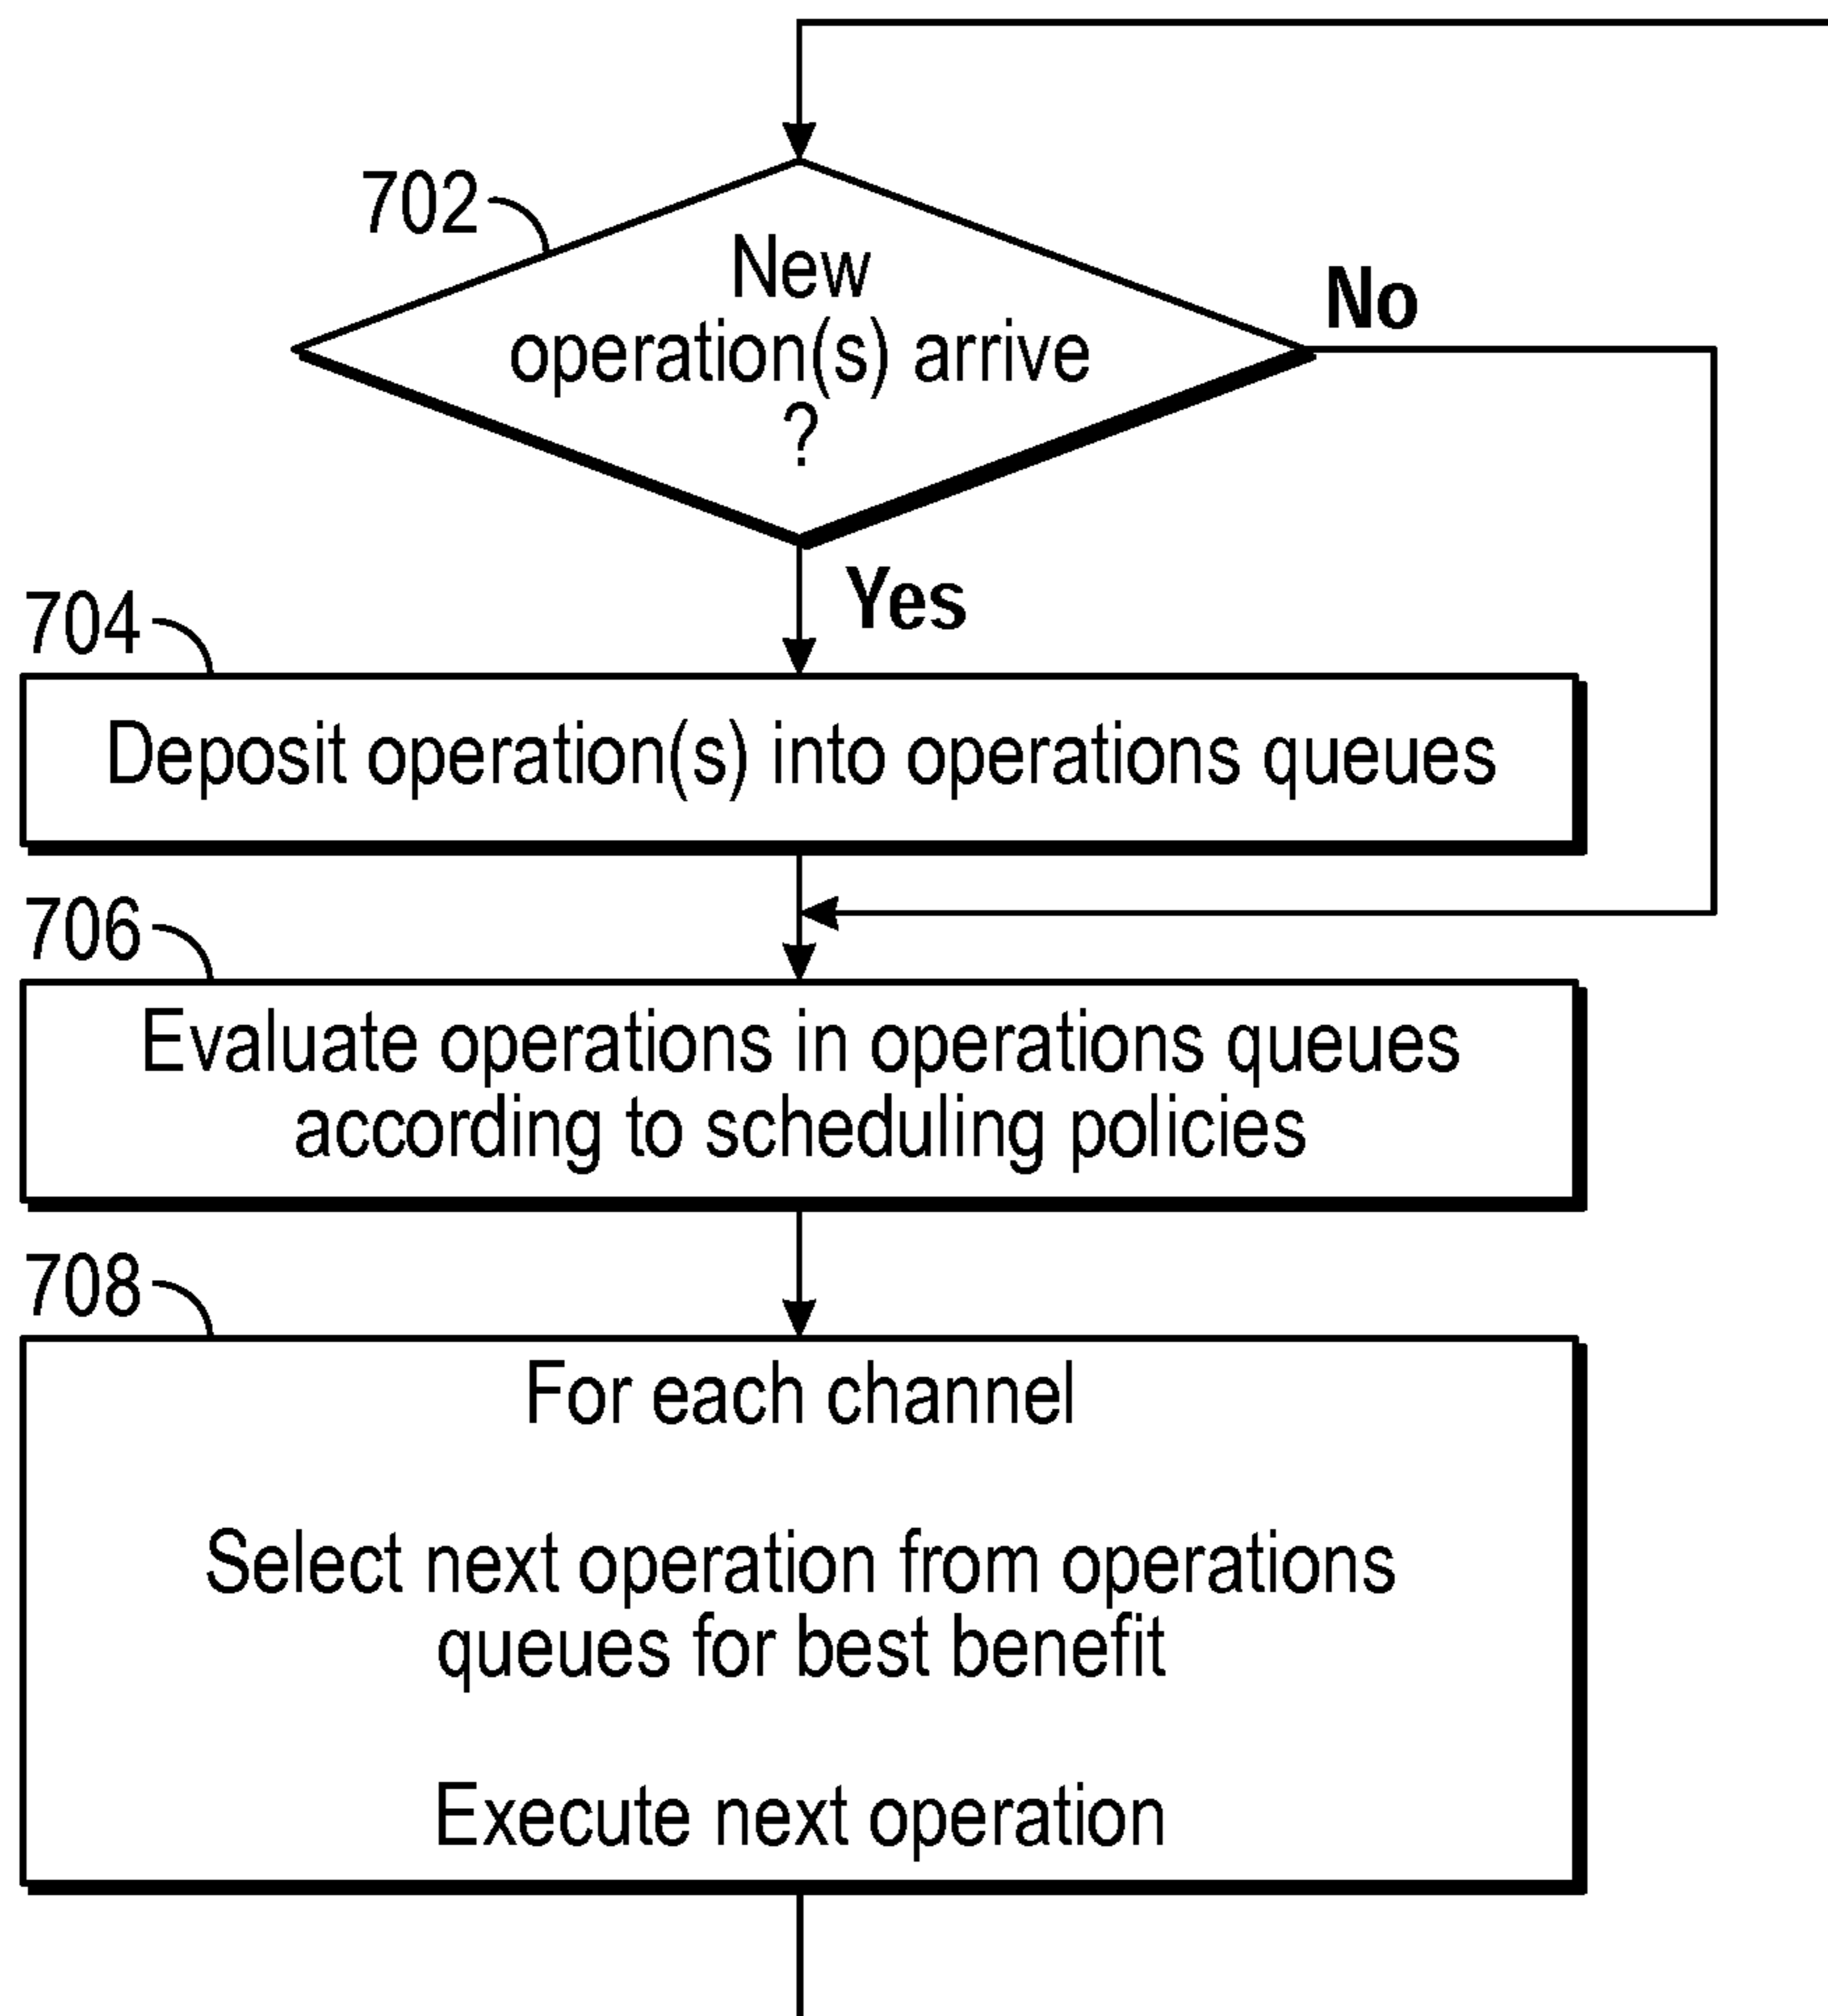 702
New
operation(s) arrive
?
No
Yes
704
Deposit operation(s) into operations queues
706
Evaluate operations in operations queues
according to scheduling policies
708
For each channel
Select next operation from operations
queues for best benefit
Execute next operation